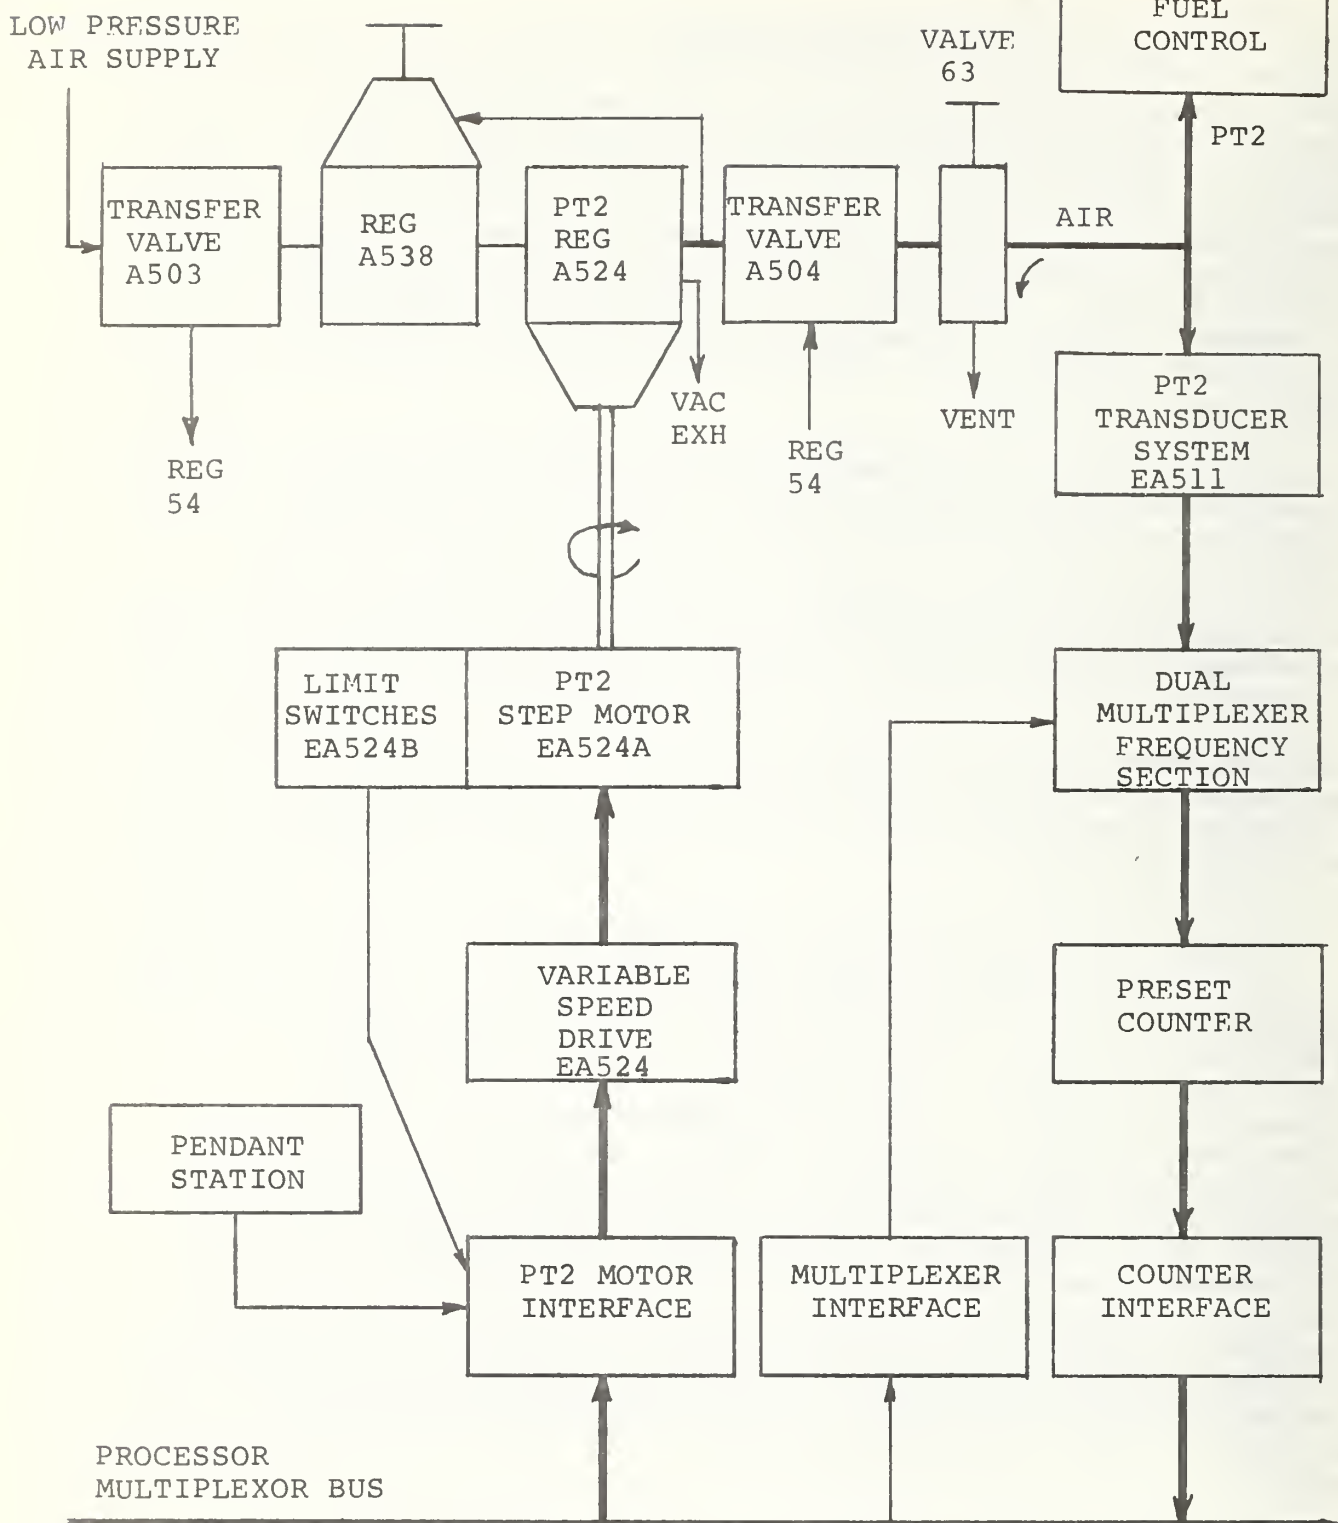 LOW PRESSURE
AIR SUPPLY
VALVE
63
FUEL
CONTROL
PT2
TRANSFER
VALVE
A503
REG
A538
PT2
REG
A524
TRANSFER
VALVE
A504
AIR
REG
54
VAC
EXH
REG
54
VENT
PT2
TRANSDUCER
SYSTEM
EA511
LIMIT
SWITCHES
EA524B
PT2
STEP MOTOR
EA524A
DUAL
MULTIPLEXER
FREQUENCY
SECTION
VARIABLE
SPEED
DRIVE
EA524
PRESET
COUNTER
PENDANT
STATION
PT2 MOTOR
INTERFACE
MULTIPLEXER
INTERFACE
COUNTER
INTERFACE
PROCESSOR
MULTIPLEXOR BUS